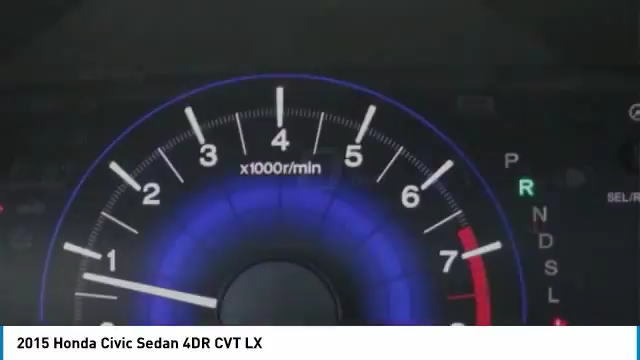 4
3
5
x1000r/min
P
2
6
R
SEL/R
N
1
7
D
S
L
2015 Honda Civic Sedan 4DR CVT LX